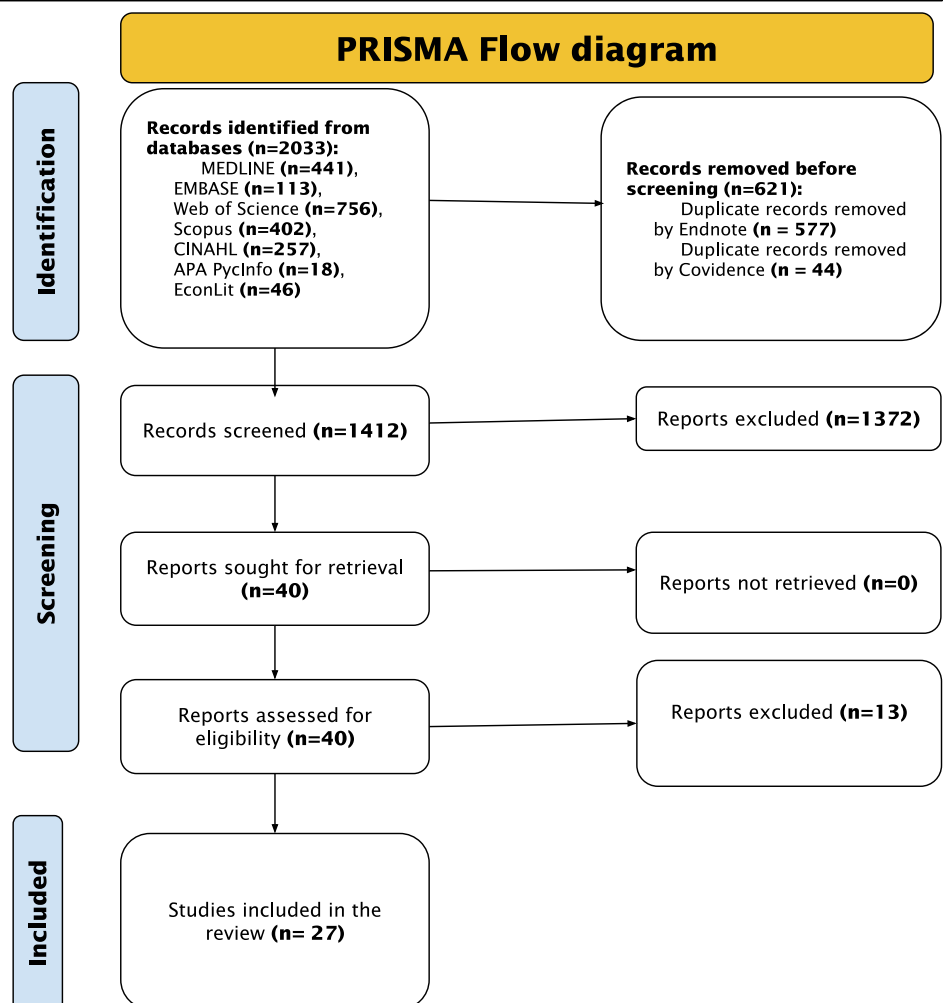 PRISMA Flow diagram
Identification
Records identified from
databases (n=2033):
MEDLINE (n=441),
EMBASE (n=113),
Web of Science (n=756),
Scopus (n=402),
CINAHL (n=257),
APA PycInfo (n=18),
EconLit (n=46)
Records removed before
screening (n=621):
Duplicate records removed
by Endnote (n = 577)
Duplicate records removed
by Covidence (n = 44)
Screening
Records screened (n=1412)
Reports excluded (n=1372)
Reports sought for retrieval
(n=40)
Reports not retrieved (n=0)
Reports assessed for
eligibility (n=40)
Reports excluded (n=13)
Included
Studies included in the
review (n= 27)